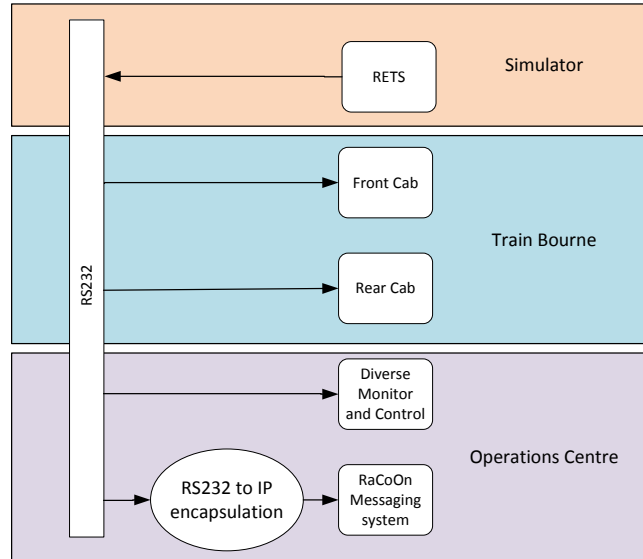 Simulator
RETS
Front Cab
Train Bourne
Rear Cab
RS232
Diverse
Monitor
and Control
Operations Centre
RS232 to IP
encapsulation
RaCoOn
Messaging
system